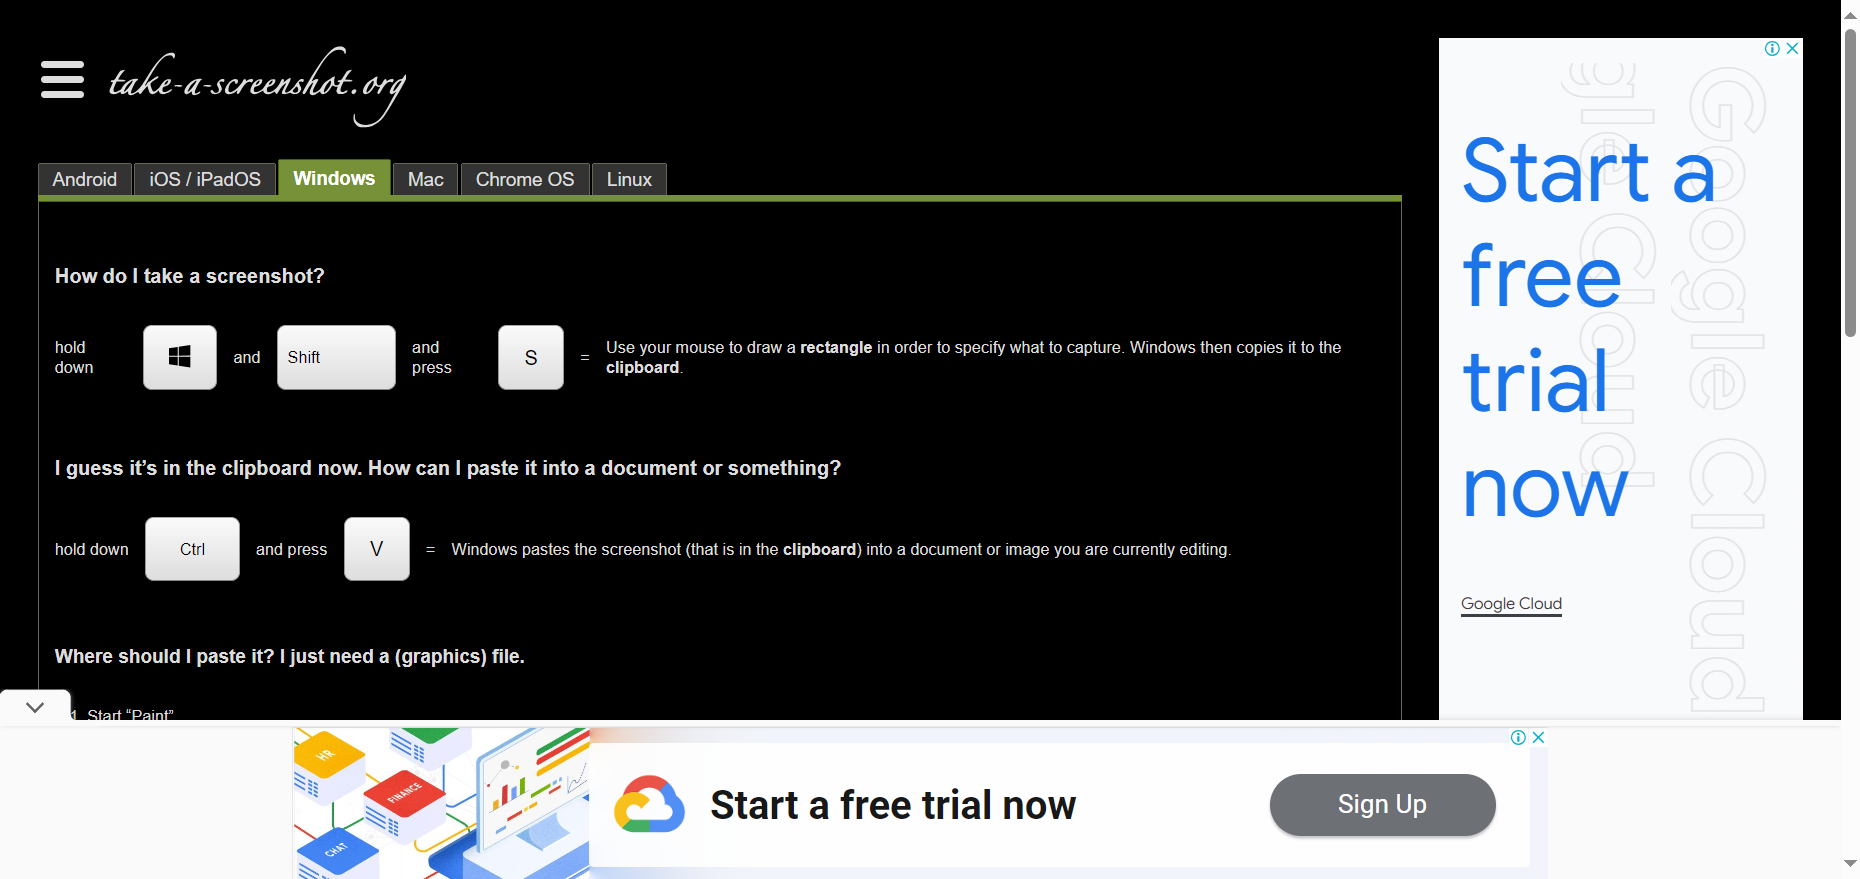 take-a-screenshot.org
Android
iOS / iPadOS
Windows
Mac
Chrome OS
Linux
How do I take a screenshot?
hold
down
and
Shift
and
press
S
=
Use your mouse to draw a rectangle in order to specify what to capture. Windows then copies it to the
clipboard.
I guess it’s in the clipboard now. How can I paste it into a document or something?
hold down
Ctrl
and press
V
=
Windows pastes the screenshot (that is in the clipboard) into a document or image you are currently editing.
Where should I paste it? I just need a (graphics) file.
1. Start “Paint”
Google Cloud
gle Cloud
Start a
free
trial
now
Google Cloud
HR
FINANCE
CHAT
Start a free trial now
Sign Up